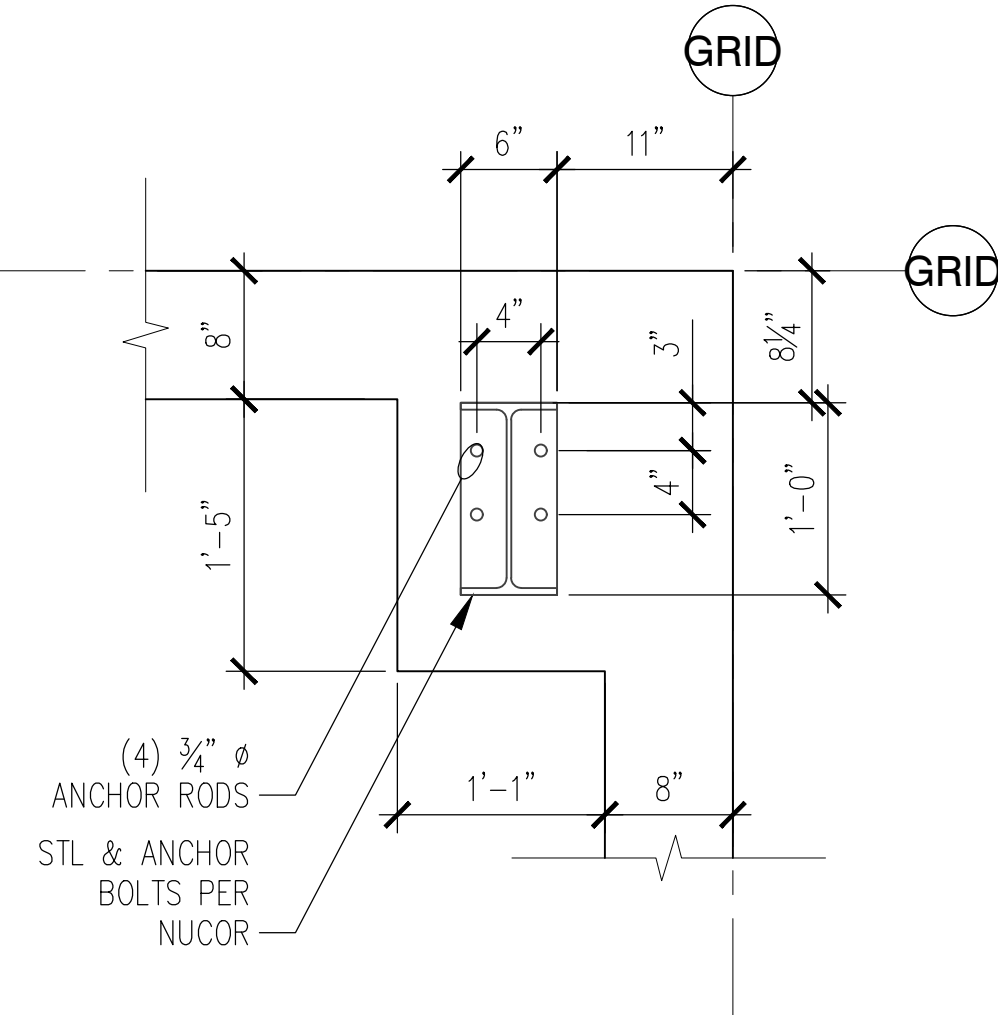 GRID
6”
11”
GRID
4”
8”
3”
8¼”
4”
1’-0”
1’-5”
(4) ¾” ø
ANCHOR RODS
1’-1”
8”
STL & ANCHOR
BOLTS PER
NUCOR